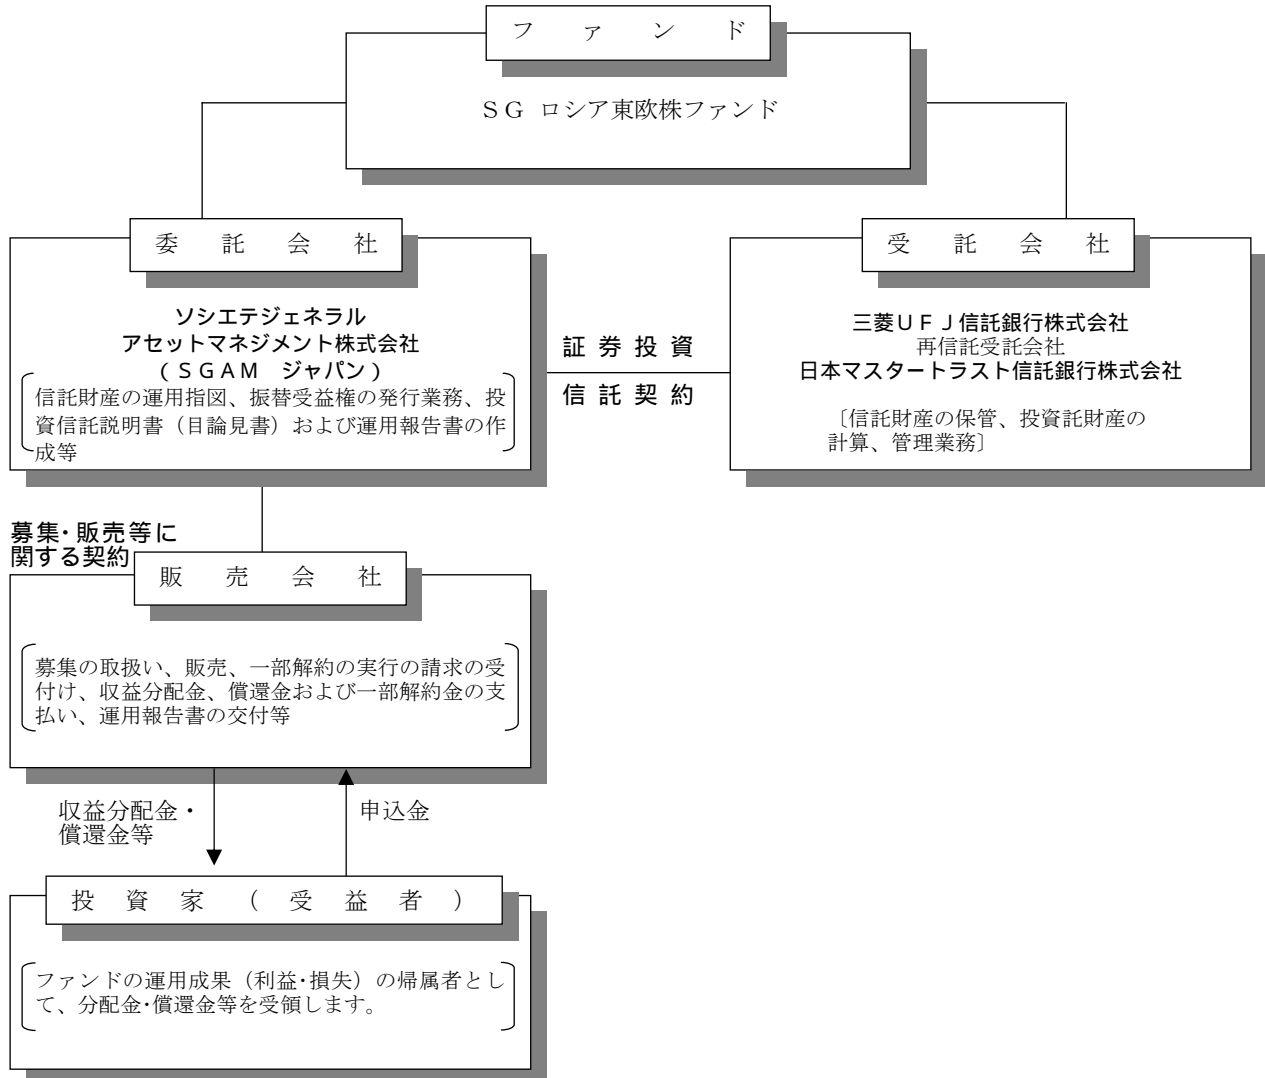 ファンド
ＳＧ ロシア東欧株ファンド
委託会社
ソシエテジェネラル
アセットマネジメント株式会社
(ＳＧＡＭ　ジャパン)
信託財産の運用指図、振替受益権の発行業務、投
資信託説明書（目論見書）および運用報告書の作
成等
証券投資
信託契約
受託会社
三菱ＵＦＪ信託銀行株式会社
再信託受託会社
日本マスタートラスト信託銀行株式会社
〔信託財産の保管、投資託財産の
計算、管理業務〕
募集・販売等に
関する契約
販売会社
募集の取扱い、販売、一部解約の実行の請求の受
付け、収益分配金、償還金および一部解約金の支
払い、運用報告書の交付等
収益分配金・
償還金等
申込金
投資家（受益者）
ファンドの運用成果（利益・損失）の帰属者とし
て、分配金・償還金等を受領します。